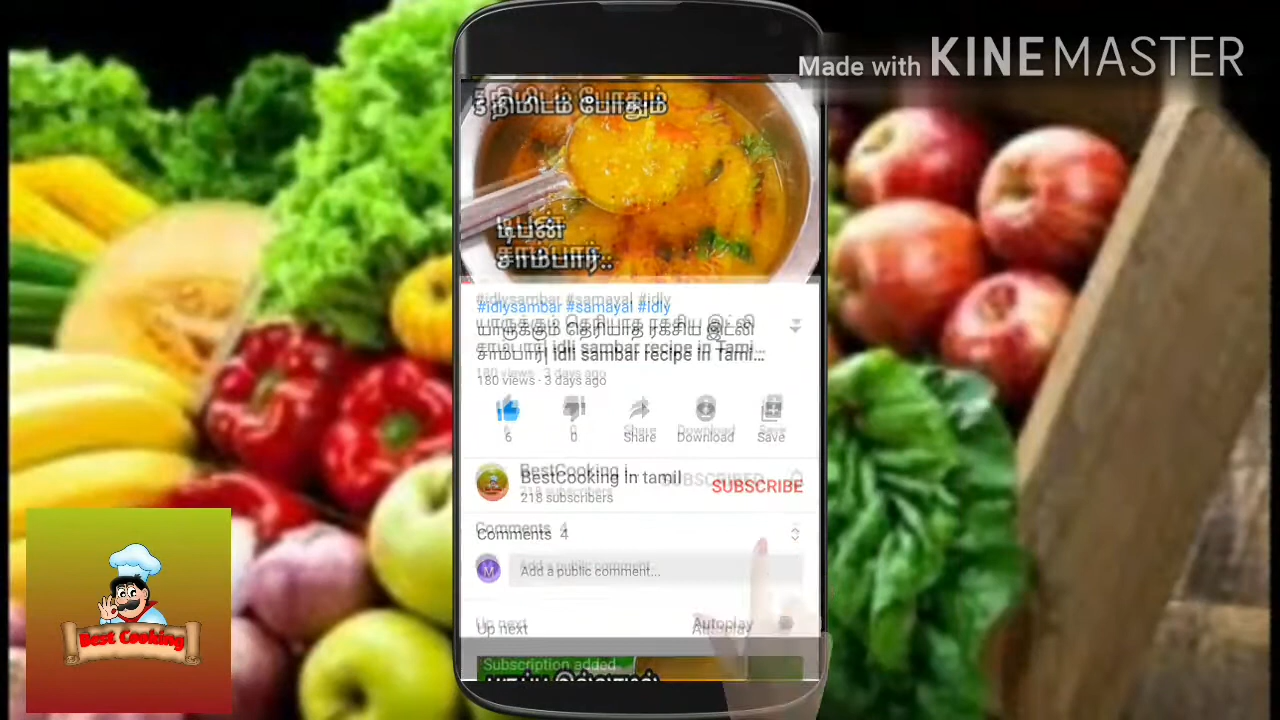 Made with KINEMASTER
5 நிமிடம் போதும்
டிபன்
சாம்பார்..
#idlysambar #samayal #idly
யாருக்கும் தெரியாத ரகசிய இட்லி
சாம்பார்| idli sambar recipe in Tami...
180 views · 3 days ago
6
0
Share
Download
Save
BestCooking in tamil
SUBSCRIBED
SUBSCRIBE
218 subscribers
Comments 4
M
Add a public comment...
Up next
Autoplay
Subscription added
Best Cooking